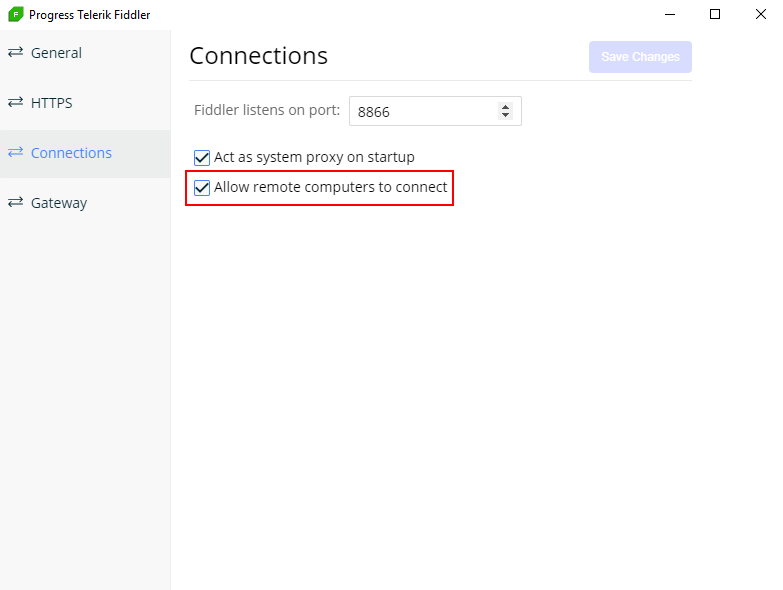 Progress Telerik Fiddler
General
HTTPS
Connections
Gateway
Connections
Save Changes
Fiddler listens on port: 8866
Act as system proxy on startup
Allow remote computers to connect